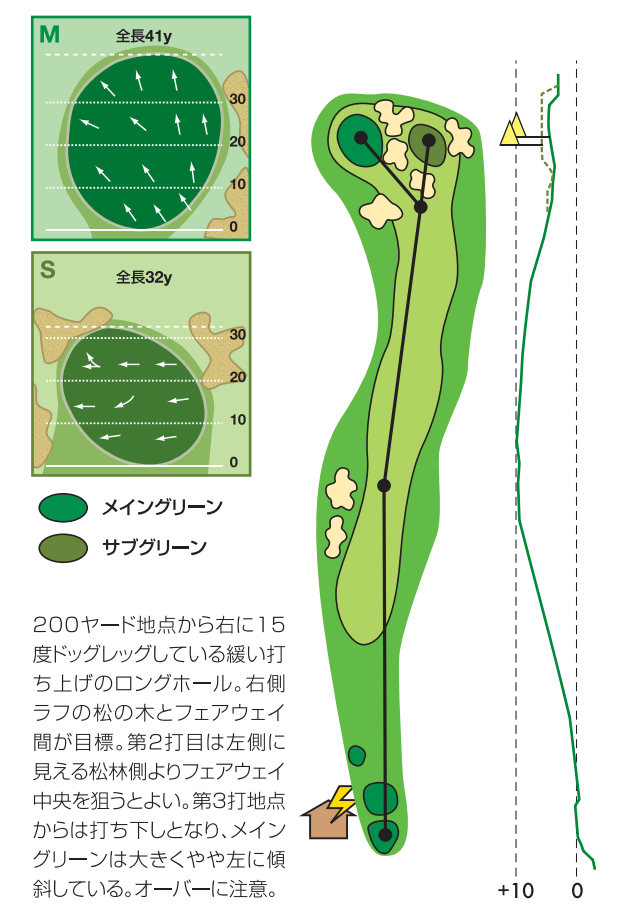 M
全長41y
30
20
10
0
S
全長32y
30
20
10
0
メイングリーン
サブグリーン
200ヤード地点から右に15
度ドッグレッグしている緩い打
ち上げのロングホール。右側
ラフの松の木とフェアウェイ
間が目標。第2打目は左側に
見える松林側よりフェアウェイ
中央を狙うとよい。第3打地点
からは打ち下しとなり、メイン
グリーンは大きくやや左に傾
斜している。オーバーに注意。
+10 0